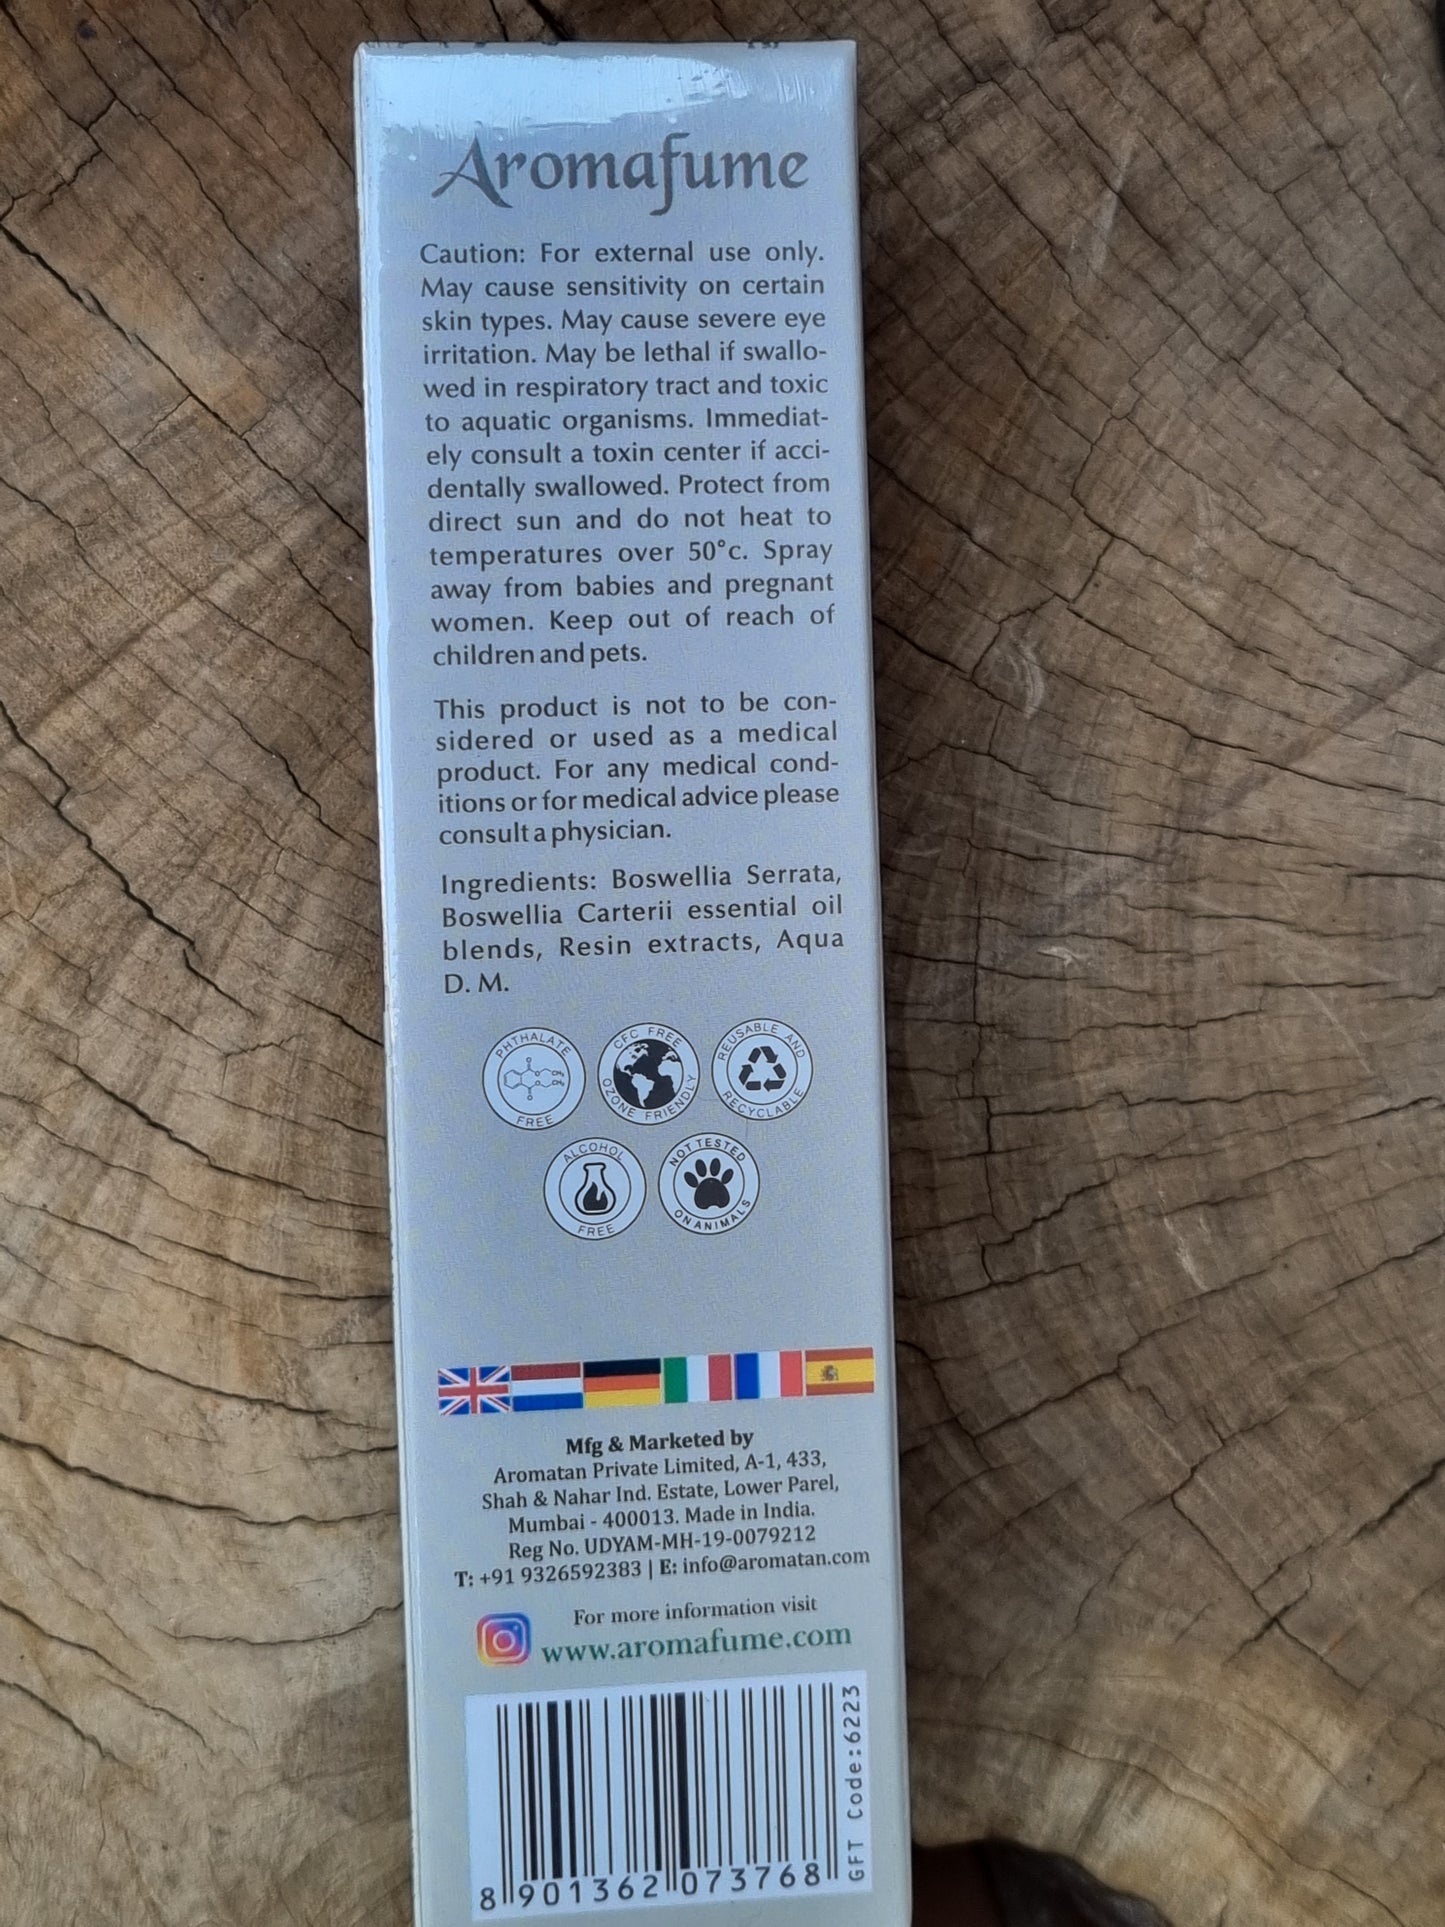 Aromafume
Caution: For external use only.
May cause sensitivity on certain
skin types. May cause severe eye
irritation. May be lethal if swallo-
wed in respiratory tract and toxic
to aquatic organisms. Immediat-
ely consult a toxin center if acci-
dentally swallowed. Protect from
direct sun and do not heat to
temperatures over 50°c. Spray
away from babies and pregnant
women. Keep out of reach of
children and pets.
This product is not to be con-
sidered or used as a medical
product. For any medical cond-
itions or for medical advice please
consult a physician.
Ingredients: Boswellia Serrata,
Boswellia Carterii essential oil
blends, Resin extracts, Aqua
D. M.
PHTHALATE FREE
CFC FREE OZONE FRIENDLY
REUSABLE AND RECYCLABLE
ALCOHOL FREE
NOT TESTED ON ANIMALS
Mfg & Marketed by
Aromatan Private Limited, A-1, 433,
Shah & Nahar Ind. Estate, Lower Parel,
Mumbai - 400013. Made in India.
Reg No. UDYAM-MH-19-0079212
T: +91 9326592383 | E: info@aromatan.com
For more information visit
www.aromafume.com
8 901362 073768
GFT Code:6223